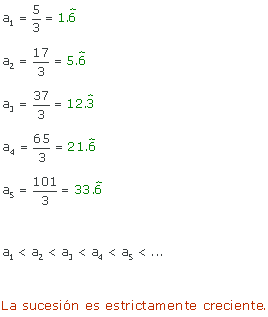 a₁ = 5/3 = 1.6̂
a₂ = 17/3 = 5.6̂
a₃ = 37/3 = 12.3̂
a₄ = 65/3 = 21.6̂
a₅ = 101/3 = 33.6̂
a₁ < a₂ < a₃ < a₄ < a₅ < ...
La sucesión es estrictamente creciente.